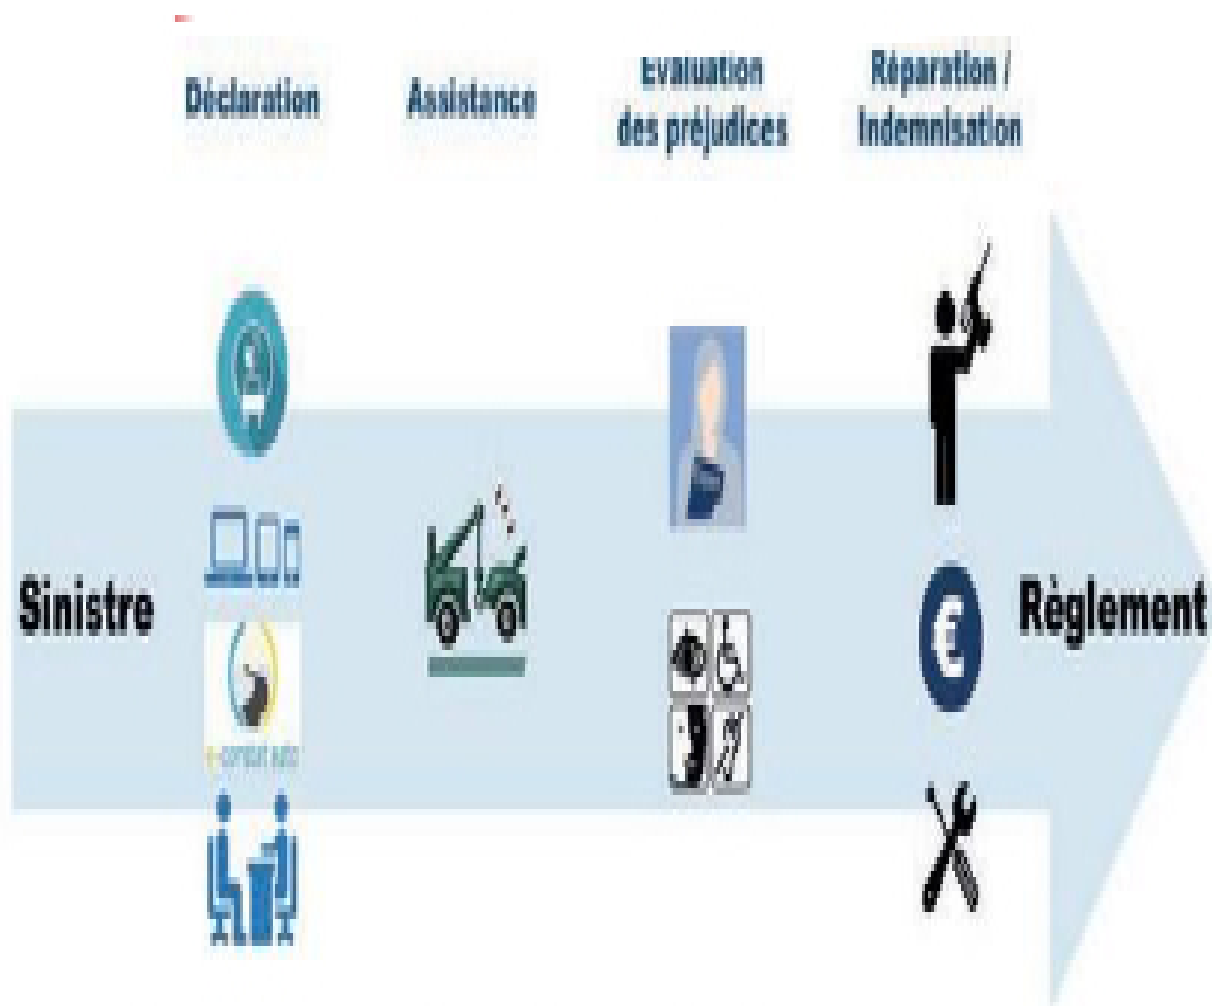 Déclaration
Assistance
Evaluation
des préjudices
Réparation /
Indemnisation
Sinistre
Règlement
€